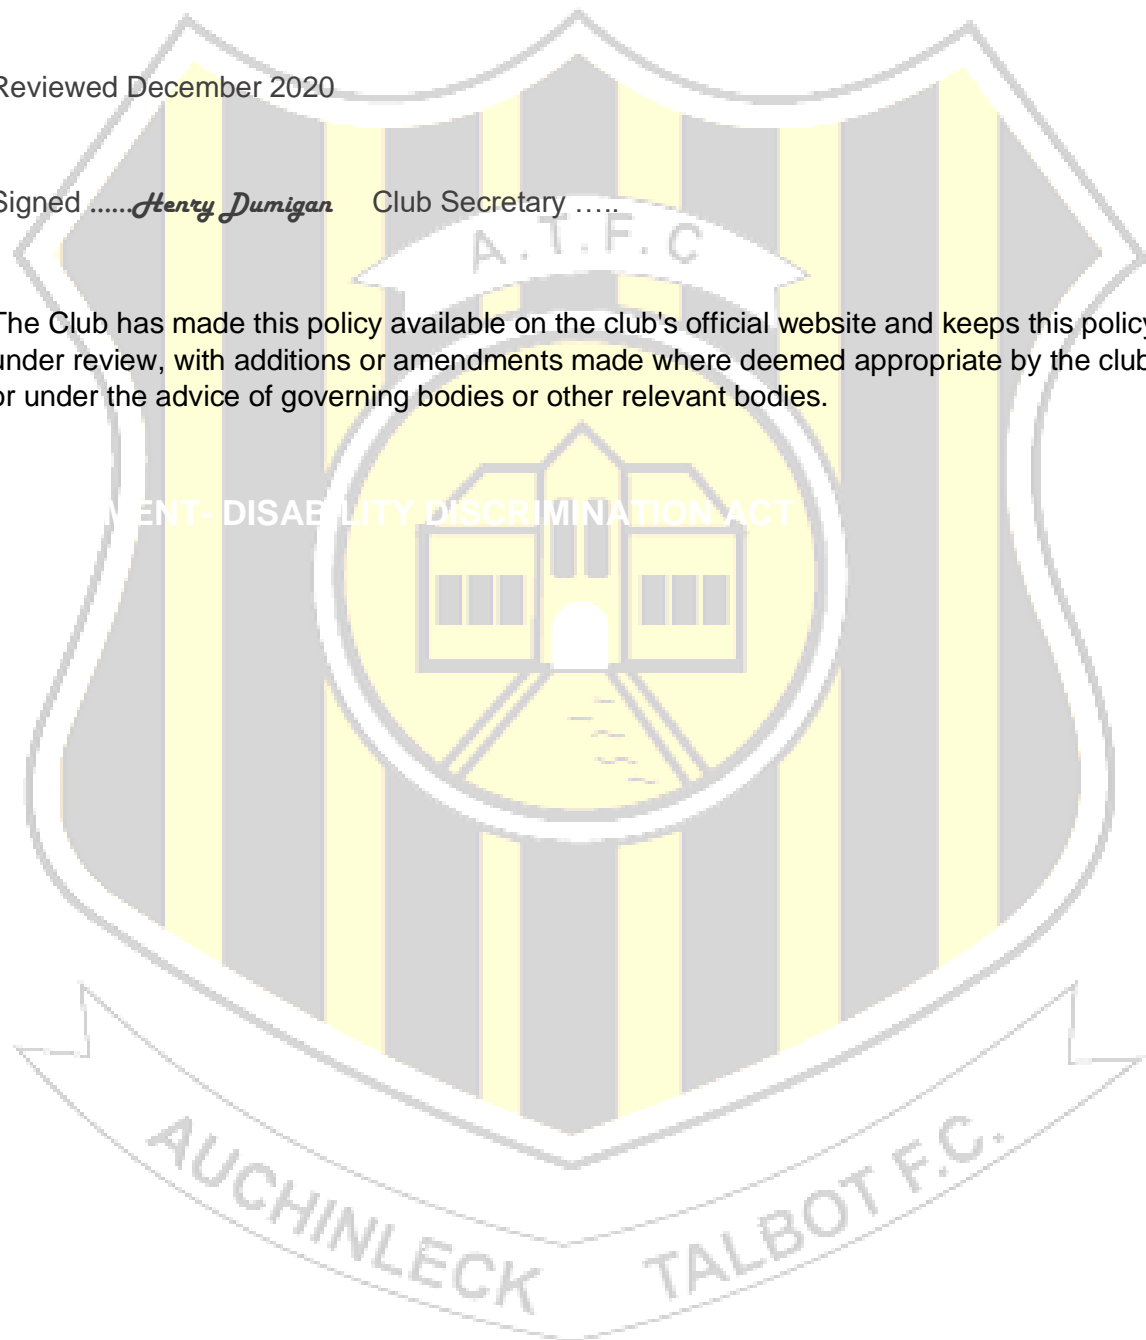 Reviewed December 2020
Signed ......Henry Dumigan Club Secretary …..
A.T.F.C
The Club has made this policy available on the club's official website and keeps this policy
under review, with additions or amendments made where deemed appropriate by the club
or under the advice of governing bodies or other relevant bodies.
DISABILITY DISCRIMINATION ACT
AUCHINLECK TALBOT F.C.